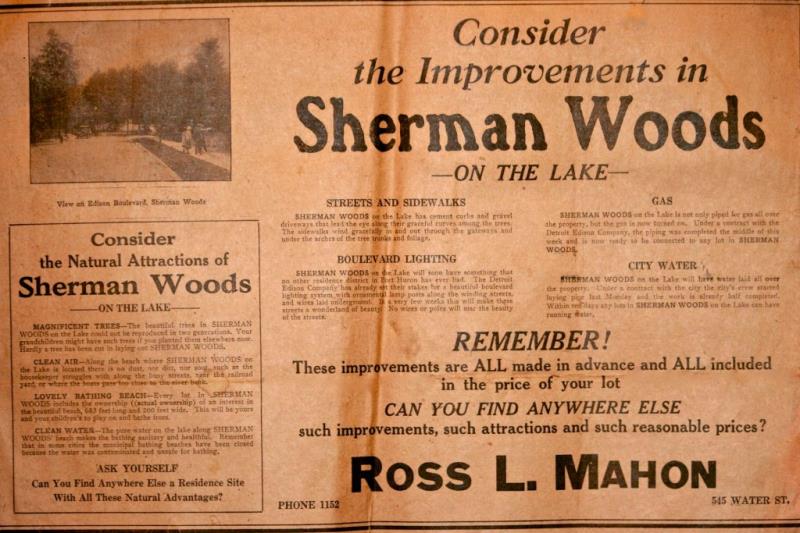 View on Edison Boulevard, Sherman Woods
Consider
the Natural Attractions of
Sherman Woods
—ON THE LAKE—
MAGNIFICENT TREES—The beautiful trees in SHERMAN
WOODS on the Lake could not be reproduced in two generations. Your
grandchildren might have such trees if you planted them elsewhere now.
Hardly a tree has been cut in laying out SHERMAN WOODS.
CLEAN AIR—Along the beach where SHERMAN WOODS on
the Lake is located there is no dust, nor dirt, nor soot, such as the
housekeeper struggles with along the busy streets, near the railroad
yard, or where the boats pass too close to the river bank.
LOVELY BATHING BEACH—Every lot in SHERMAN
WOODS includes the ownership (actual ownership) of an interest in
the beautiful beach, 683 feet long and 200 feet wide. This will be yours
and your children's to play on and bathe from.
CLEAN WATER—The pure water on the lake along SHERMAN
WOODS' beach makes the bathing sanitary and healthful. Remember
that in some cities the municipal bathing beaches have been closed
because the water was contaminated and unsafe for bathing.
ASK YOURSELF
Can You Find Anywhere Else a Residence Site
With All These Natural Advantages?
Consider
the Improvements in
Sherman Woods
—ON THE LAKE—
STREETS AND SIDEWALKS
SHERMAN WOODS on the Lake has cement curbs and gravel
driveways that lead the eye along their graceful curves among the trees.
The sidewalks wind gracefully in and out through the gateways and
under the arches of the tree trunks and foliage.
BOULEVARD LIGHTING
SHERMAN WOODS on the Lake will soon have something that
no other residence district in Port Huron has ever had. The Detroit
Edison Company has already set their stakes for a beautiful boulevard
lighting system, with ornamental lamp posts along the winding streets,
and wires laid underground. In a very few weeks this will make these
streets a wonderland of beauty! No wires or poles will mar the beauty
of the streets.
GAS
SHERMAN WOODS on the Lake is not only piped for gas all over
the property, but the gas is now turned on. Under a contract with the
Detroit Edison Company, the piping was completed the middle of this
week and is now ready to be connected to any lot in SHERMAN
WOODS.
CITY WATER
SHERMAN WOODS on the Lake will have water laid all over
the property. Under a contract with the city the city's crew started
laying pipe last Monday and the work is already half completed.
Within ten days any lots in SHERMAN WOODS on the Lake can have
running water.
REMEMBER!
These improvements are ALL made in advance and ALL included
in the price of your lot
CAN YOU FIND ANYWHERE ELSE
such improvements, such attractions and such reasonable prices?
ROSS L. MAHON
PHONE 1152
545 WATER ST.